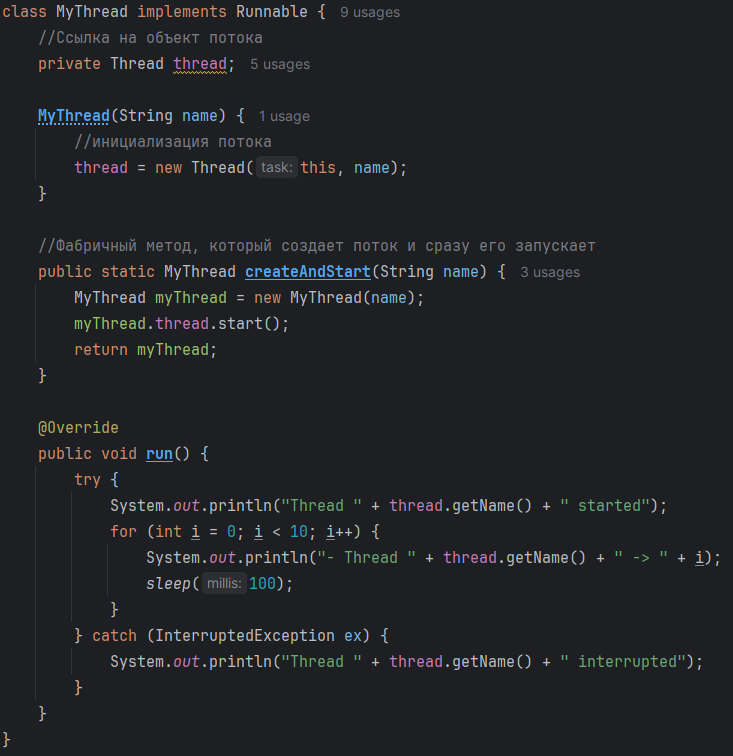 class MyThread implements Runnable { 9 usages
//Ссылка на объект потока
private Thread thread; 5 usages
MyThread(String name) { 1 usage
//инициализация потока
thread = new Thread( task: this, name);
}
//Фабричный метод, который создает поток и сразу его запускает
public static MyThread createAndStart(String name) { 3 usages
MyThread myThread = new MyThread(name);
myThread.thread.start();
return myThread;
}
@Override
public void run() {
try {
System.out.println("Thread " + thread.getName() + " started");
for (int i = 0; i < 10; i++) {
System.out.println("- Thread " + thread.getName() + " -> " + i);
sleep( millis: 100);
}
} catch (InterruptedException ex) {
System.out.println("Thread " + thread.getName() + " interrupted");
}
}
}